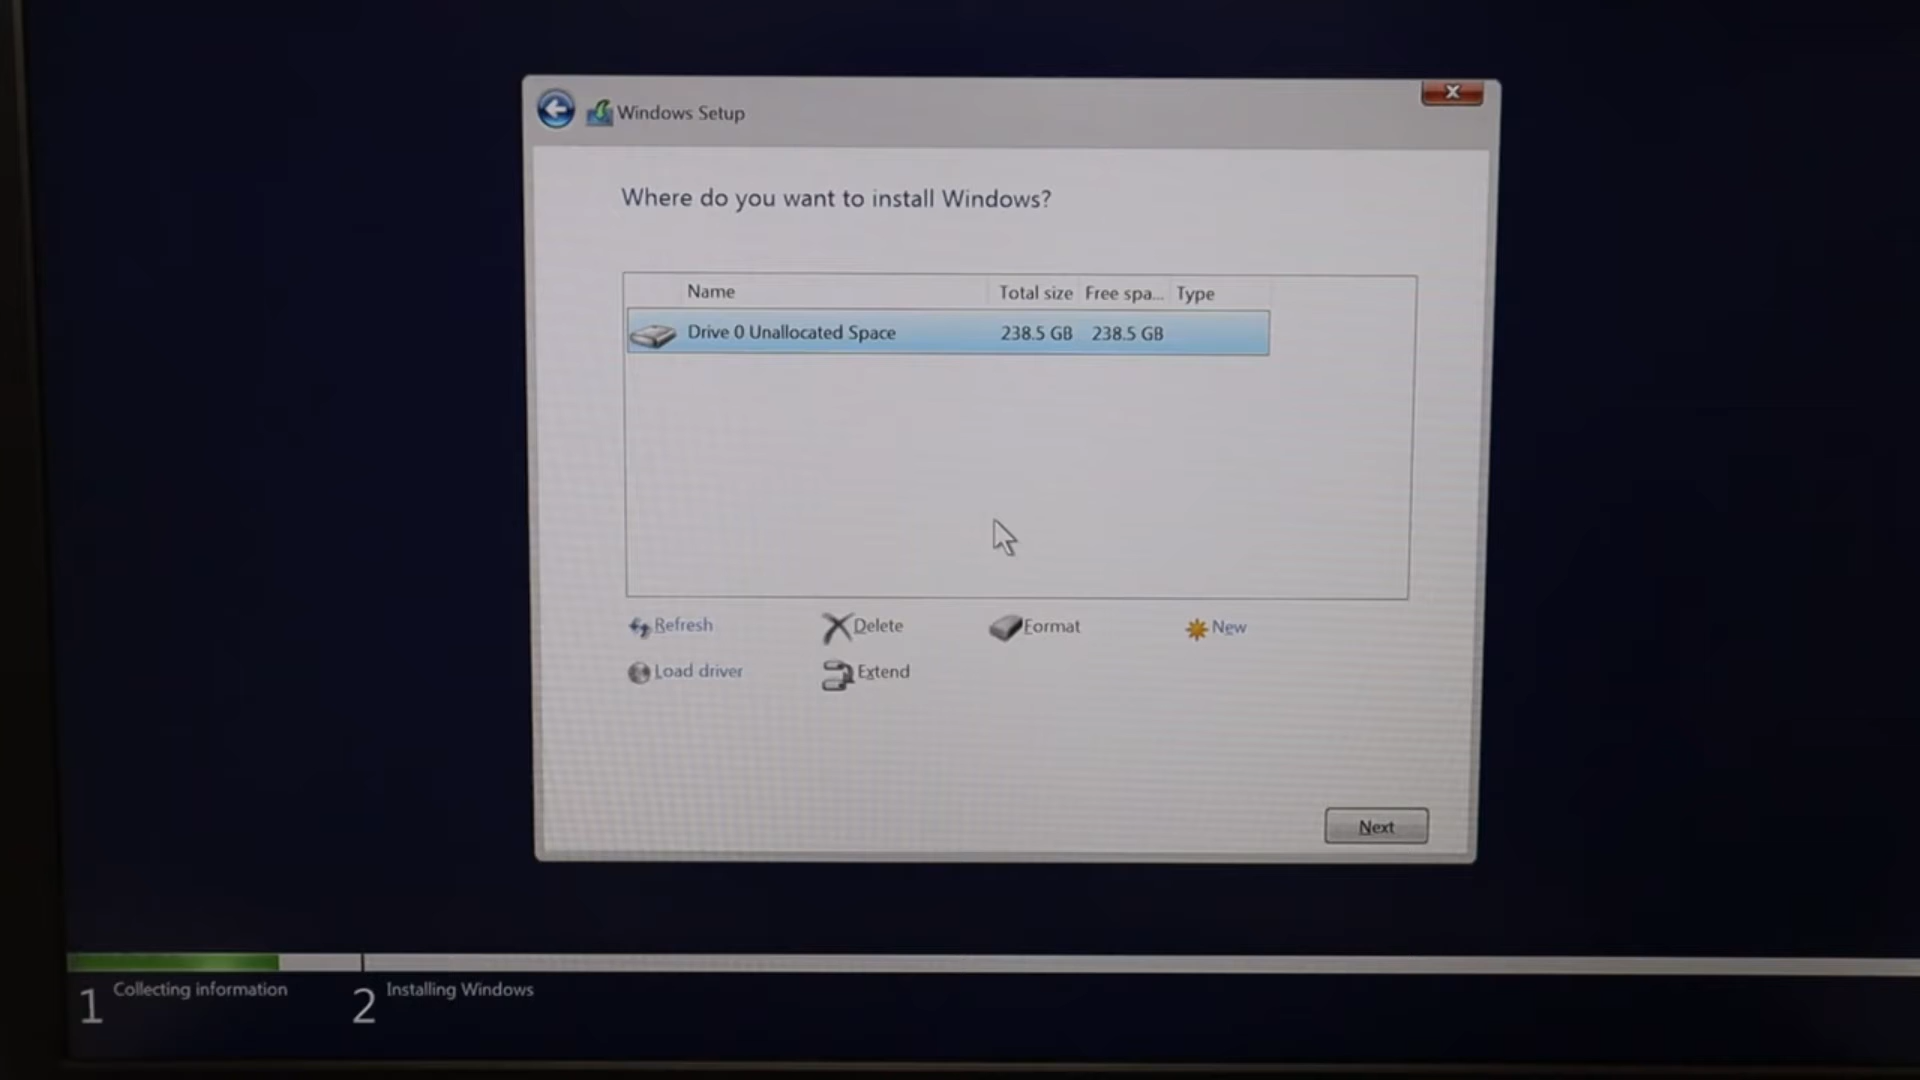 Windows Setup
Where do you want to install Windows?
Name Total size Free spa... Type
Drive 0 Unallocated Space 238.5 GB 238.5 GB
Refresh Delete Format New
Load driver Extend
Next
1 Collecting information 2 Installing Windows